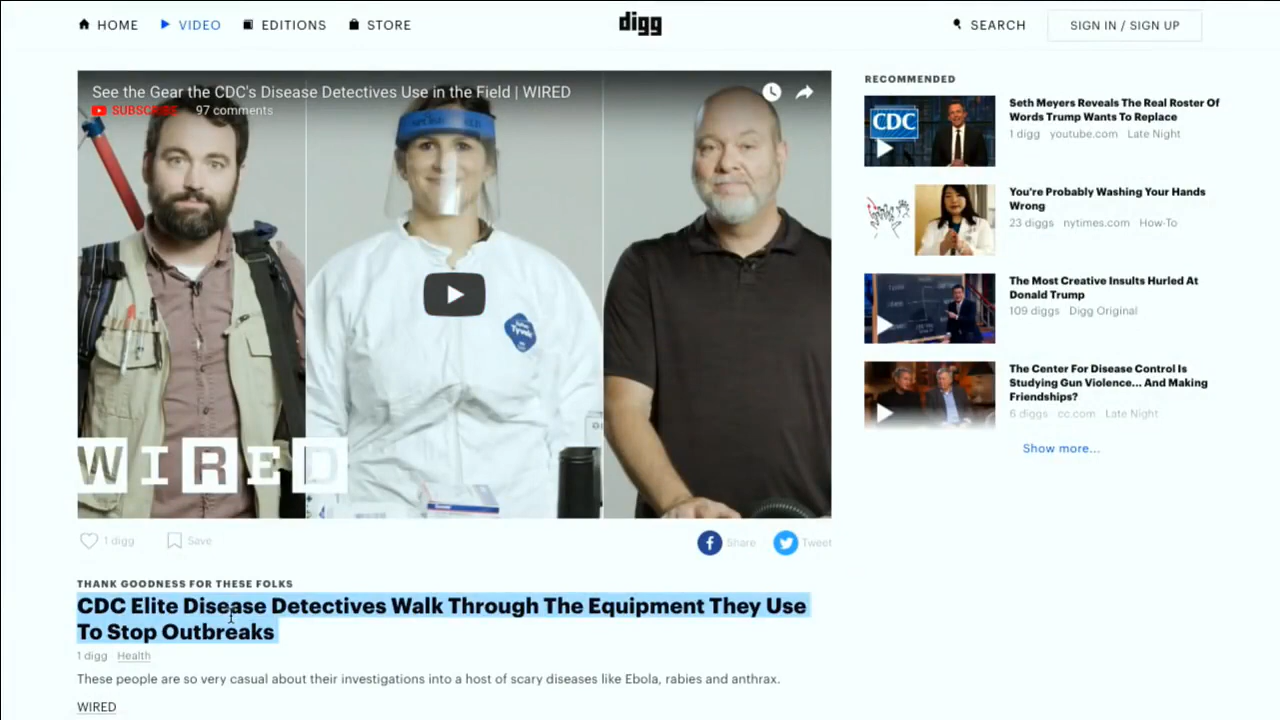 HOME
VIDEO
EDITIONS
STORE
digg
SEARCH
SIGN IN / SIGN UP
See the Gear the CDC's Disease Detectives Use in the Field | WIRED
SUBSCRIBE
97 comments
WIRED
1 digg
Save
Share
Tweet
THANK GOODNESS FOR THESE FOLKS
CDC Elite Disease Detectives Walk Through The Equipment They Use
To Stop Outbreaks
1 digg Health
These people are so very casual about their investigations into a host of scary diseases like Ebola, rabies and anthrax.
WIRED
RECOMMENDED
CDC
Seth Meyers Reveals The Real Roster Of
Words Trump Wants To Replace
1 digg youtube.com Late Night
You're Probably Washing Your Hands
Wrong
23 diggs nytimes.com How-To
The Most Creative Insults Hurled At
Donald Trump
109 diggs Digg Original
The Center For Disease Control Is
Studying Gun Violence... And Making
Friendships?
6 diggs cc.com Late Night
Show more...